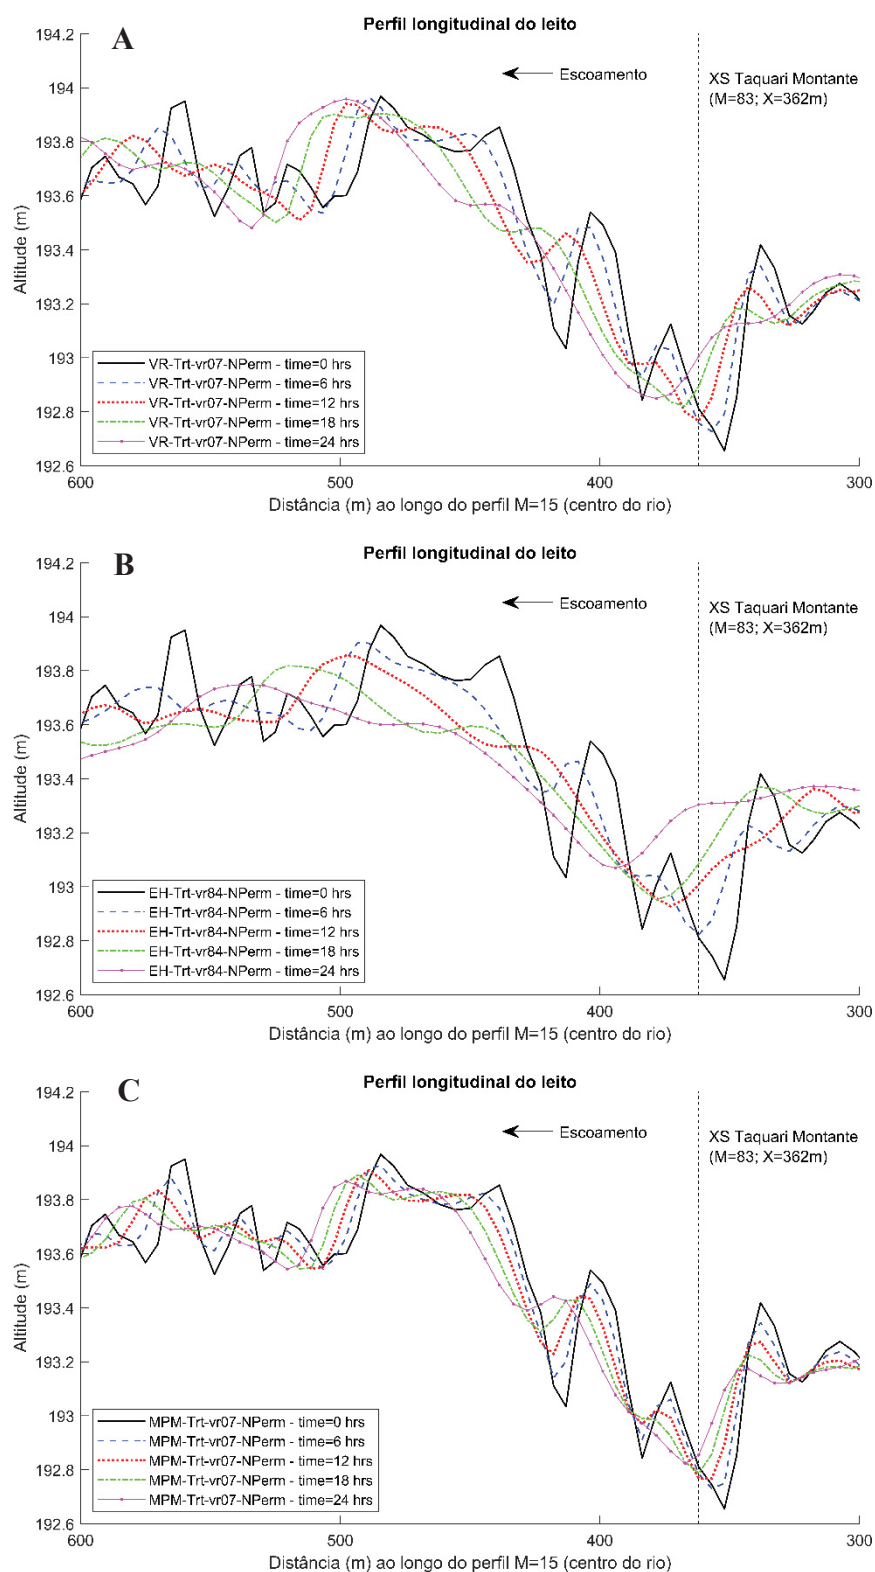 A
Perfil longitudinal do leito
194.2
194
193.8
193.6
193.4
193.2
193
192.8
192.6
Altitude (m)
Escoamento
XS Taquari Montante
(M=83; X=362m)
VR-Trt-vr07-NPerm - time=0 hrs
VR-Trt-vr07-NPerm - time=6 hrs
VR-Trt-vr07-NPerm - time=12 hrs
VR-Trt-vr07-NPerm - time=18 hrs
VR-Trt-vr07-NPerm - time=24 hrs
600 500 400 300
Distância (m) ao longo do perfil M=15 (centro do rio)
B
Perfil longitudinal do leito
194.2
194
193.8
193.6
193.4
193.2
193
192.8
192.6
Altitude (m)
Escoamento
XS Taquari Montante
(M=83; X=362m)
EH-Trt-vr84-NPerm - time=0 hrs
EH-Trt-vr84-NPerm - time=6 hrs
EH-Trt-vr84-NPerm - time=12 hrs
EH-Trt-vr84-NPerm - time=18 hrs
EH-Trt-vr84-NPerm - time=24 hrs
600 500 400 300
Distância (m) ao longo do perfil M=15 (centro do rio)
C
Perfil longitudinal do leito
194.2
194
193.8
193.6
193.4
193.2
193
192.8
192.6
Altitude (m)
Escoamento
XS Taquari Montante
(M=83; X=362m)
MPM-Trt-vr07-NPerm - time=0 hrs
MPM-Trt-vr07-NPerm - time=6 hrs
MPM-Trt-vr07-NPerm - time=12 hrs
MPM-Trt-vr07-NPerm - time=18 hrs
MPM-Trt-vr07-NPerm - time=24 hrs
600 500 400 300
Distância (m) ao longo do perfil M=15 (centro do rio)